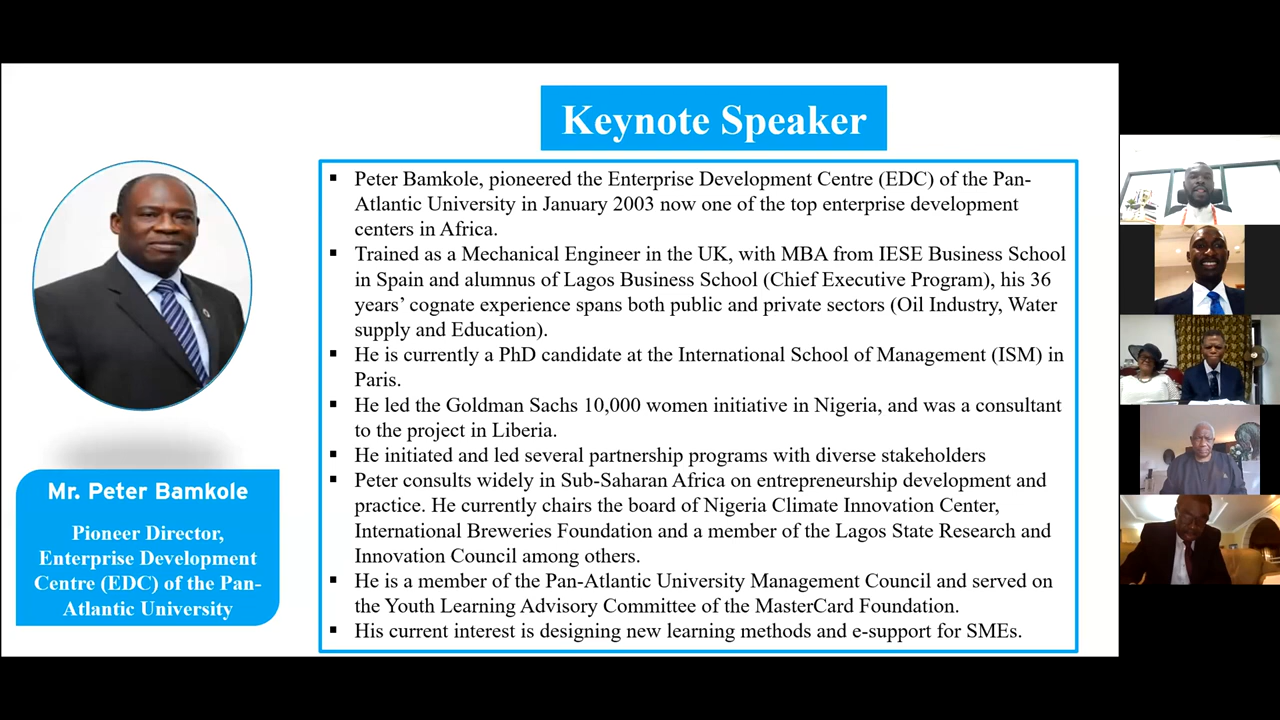 Keynote Speaker
▪ Peter Bamkole, pioneered the Enterprise Development Centre (EDC) of the Pan-
Atlantic University in January 2003 now one of the top enterprise development
centers in Africa.
▪ Trained as a Mechanical Engineer in the UK, with MBA from IESE Business School
in Spain and alumnus of Lagos Business School (Chief Executive Program), his 36
years’ cognate experience spans both public and private sectors (Oil Industry, Water
supply and Education).
▪ He is currently a PhD candidate at the International School of Management (ISM) in
Paris.
▪ He led the Goldman Sachs 10,000 women initiative in Nigeria, and was a consultant
to the project in Liberia.
▪ He initiated and led several partnership programs with diverse stakeholders
▪ Peter consults widely in Sub-Saharan Africa on entrepreneurship development and
practice. He currently chairs the board of Nigeria Climate Innovation Center,
International Breweries Foundation and a member of the Lagos State Research and
Innovation Council among others.
▪ He is a member of the Pan-Atlantic University Management Council and served on
the Youth Learning Advisory Committee of the MasterCard Foundation.
▪ His current interest is designing new learning methods and e-support for SMEs.
Mr. Peter Bamkole
Pioneer Director,
Enterprise Development
Centre (EDC) of the Pan-
Atlantic University